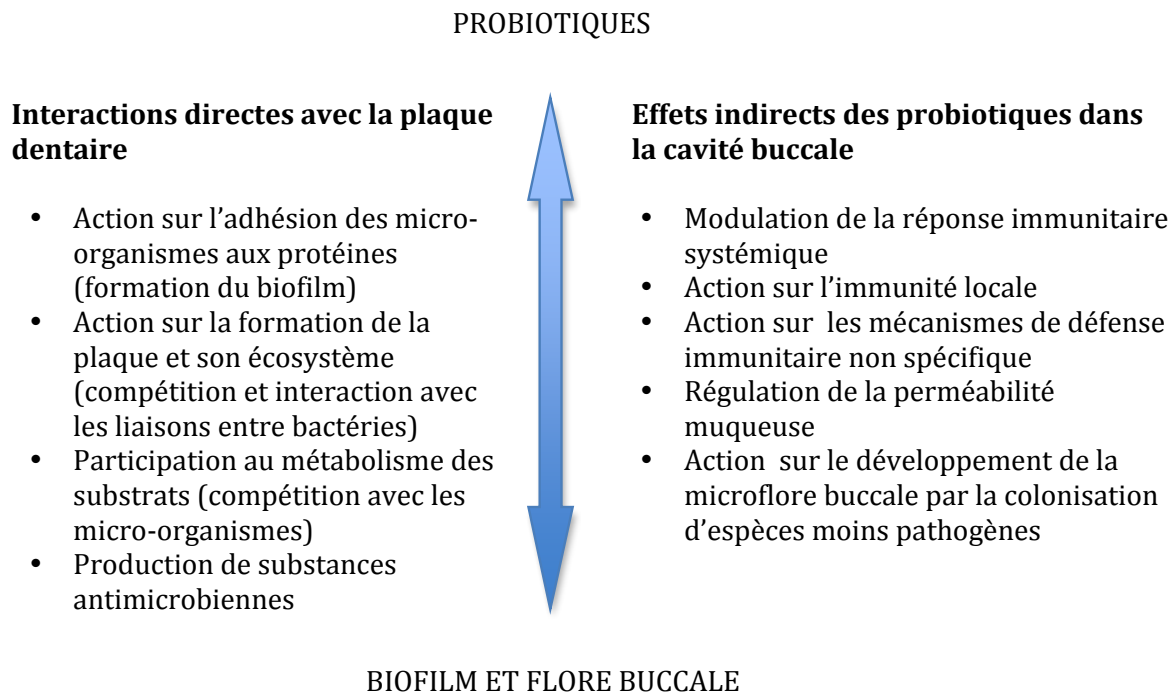 PROBIOTIQUES
Interactions directes avec la plaque
dentaire
• Action sur l’adhésion des micro-
organismes aux protéines
(formation du biofilm)
• Action sur la formation de la
plaque et son écosystème
(compétition et interaction avec
les liaisons entre bactéries)
• Participation au métabolisme des
substrats (compétition avec les
micro-organismes)
• Production de substances
antimicrobiennes
Effets indirects des probiotiques dans
la cavité buccale
• Modulation de la réponse immunitaire
systémique
• Action sur l’immunité locale
• Action sur les mécanismes de défense
immunitaire non spécifique
• Régulation de la perméabilité
muqueuse
• Action sur le développement de la
microflore buccale par la colonisation
d’espèces moins pathogènes
BIOFILM ET FLORE BUCCALE